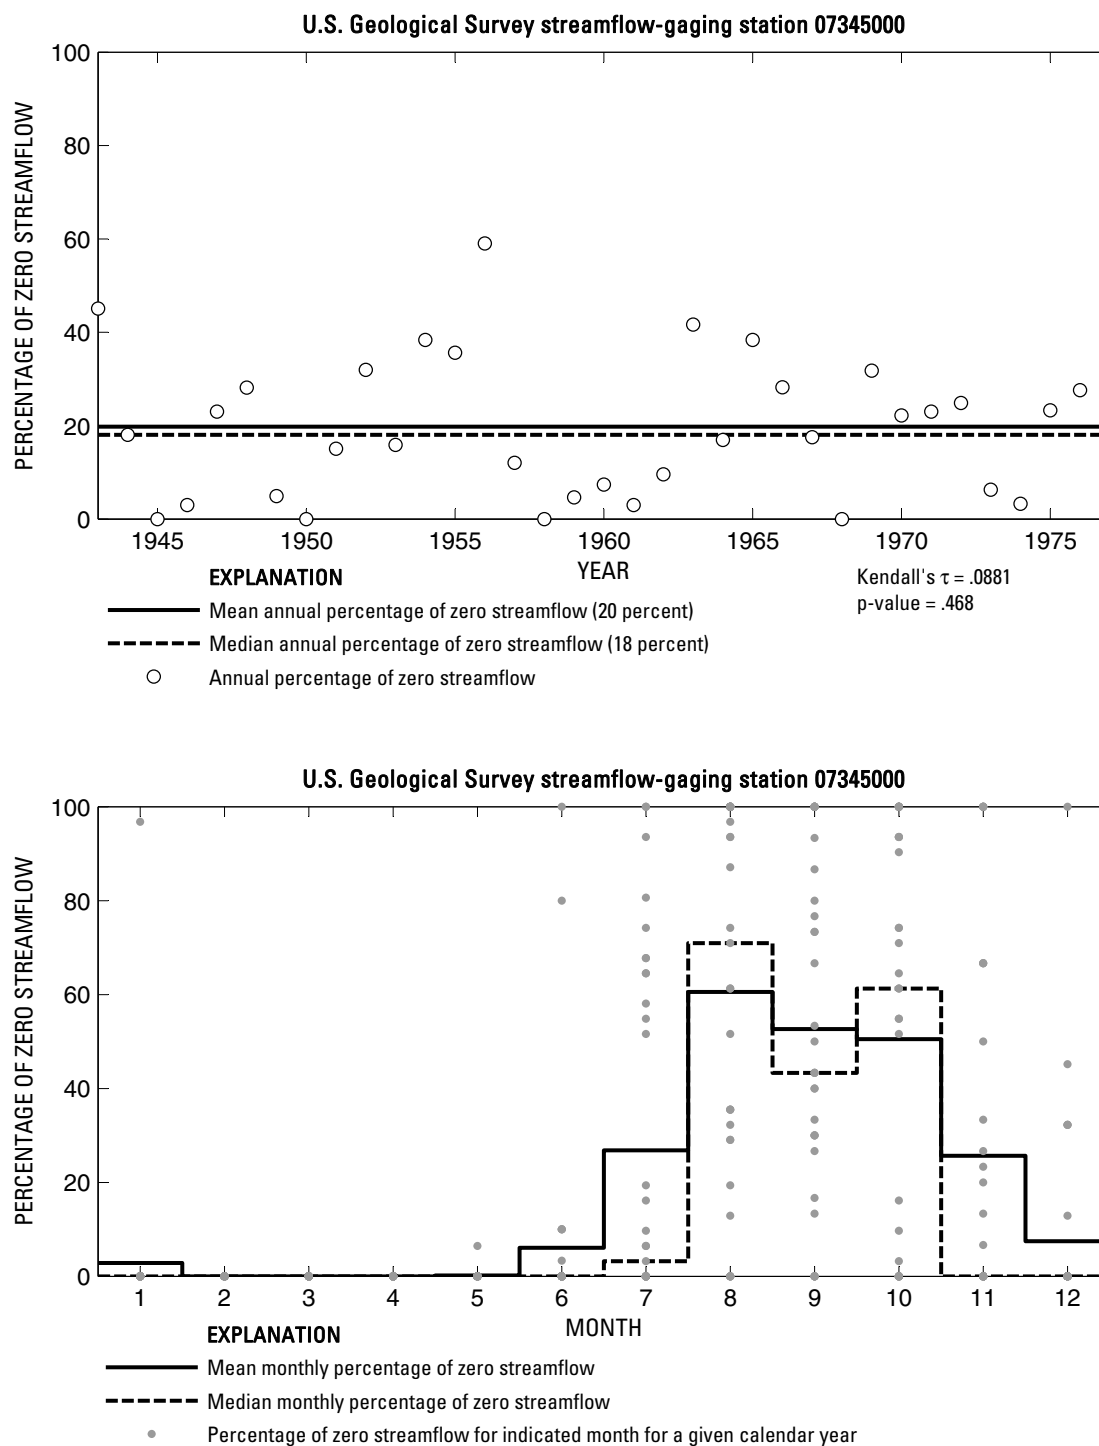 U.S. Geological Survey streamflow-gaging station 07345000
PERCENTAGE OF ZERO STREAMFLOW
100
80
60
40
20
0
1945 1950 1955 1960 1965 1970 1975
YEAR
EXPLANATION
Mean annual percentage of zero streamflow (20 percent)
Median annual percentage of zero streamflow (18 percent)
Annual percentage of zero streamflow
Kendall's τ = .0881
p-value = .468
U.S. Geological Survey streamflow-gaging station 07345000
PERCENTAGE OF ZERO STREAMFLOW
100
80
60
40
20
0
1 2 3 4 5 6 7 8 9 10 11 12
MONTH
EXPLANATION
Mean monthly percentage of zero streamflow
Median monthly percentage of zero streamflow
Percentage of zero streamflow for indicated month for a given calendar year